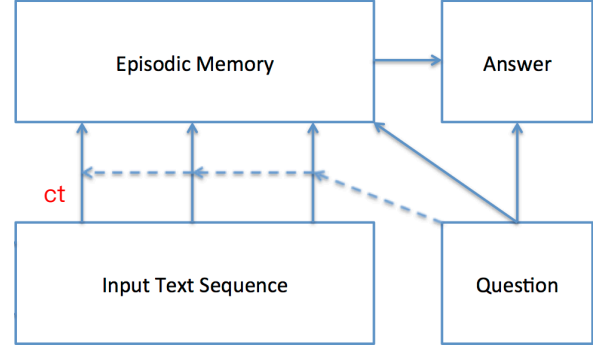 Episodic Memory
Answer
ct
Input Text Sequence
Question